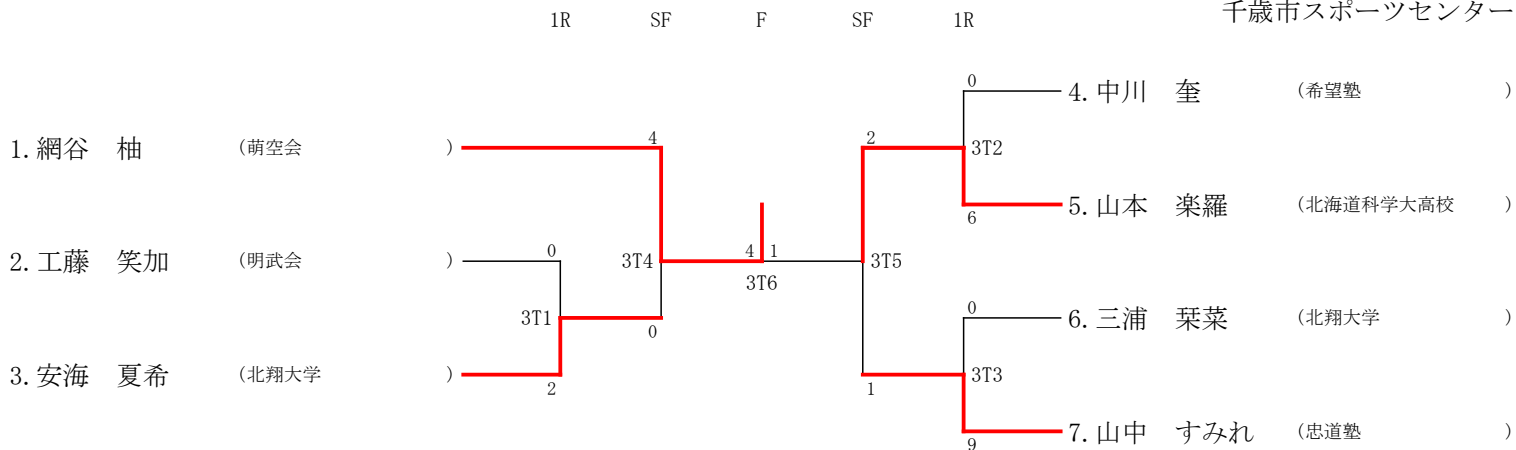 千歳市スポーツセンター
1R SF F SF 1R
0 4.中川 奎 (希望塾 )
1.網谷 柚 (萌空会 ) 4 2 3T2
6 5.山本 楽羅 (北海道科学大高校 )
2.工藤 笑加 (明武会 ) 0 3T4 4 1 3T5
3T6
3T1 0 0 6.三浦 栞菜 (北翔大学 )
3.安海 夏希 (北翔大学 ) 2 1 3T3
9 7.山中 すみれ (忠道塾 )